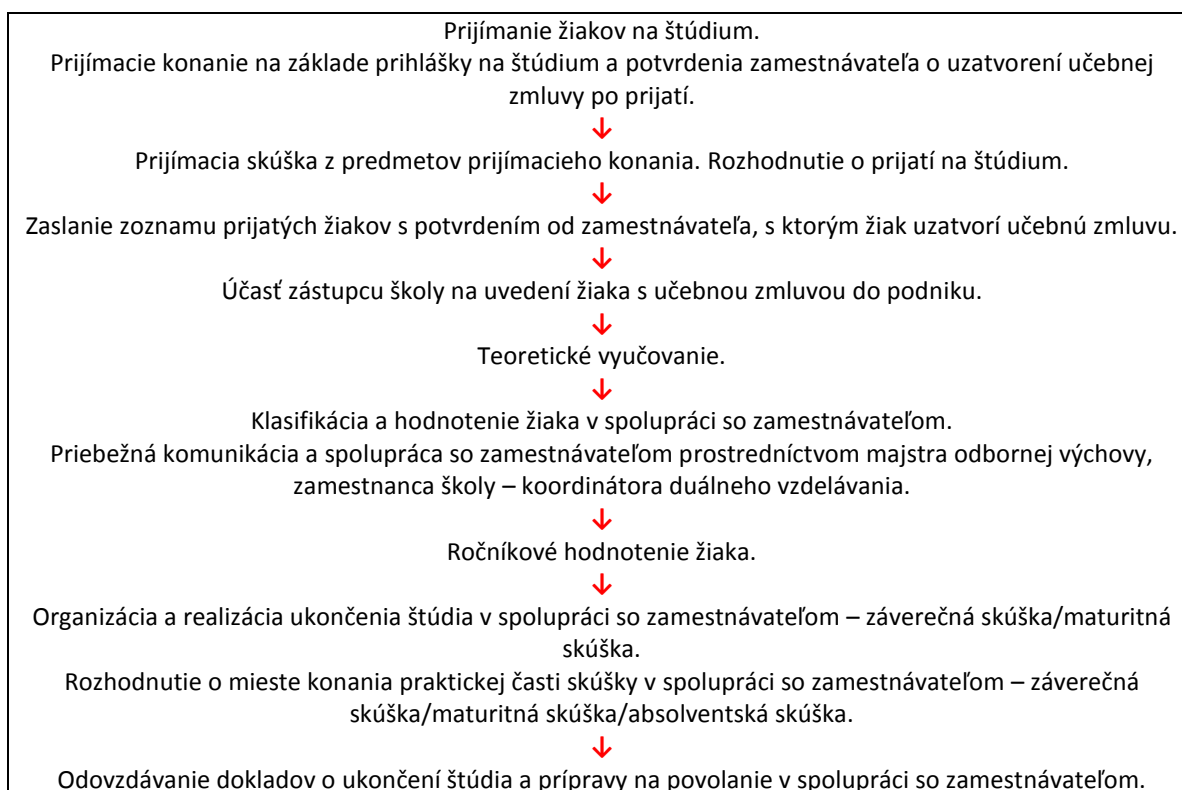 Prijímanie žiakov na štúdium.
Prijímacie konanie na základe prihlášky na štúdium a potvrdenia zamestnávateľa o uzatvorení učebnej
zmluvy po prijatí.
↓
Prijímacia skúška z predmetov prijímacieho konania. Rozhodnutie o prijatí na štúdium.
↓
Zaslanie zoznamu prijatých žiakov s potvrdením od zamestnávateľa, s ktorým žiak uzatvorí učebnú zmluvu.
↓
Účasť zástupcu školy na uvedení žiaka s učebnou zmluvou do podniku.
↓
Teoretické vyučovanie.
↓
Klasifikácia a hodnotenie žiaka v spolupráci so zamestnávateľom.
Priebežná komunikácia a spolupráca so zamestnávateľom prostredníctvom majstra odbornej výchovy,
zamestnanca školy – koordinátora duálneho vzdelávania.
↓
Ročníkové hodnotenie žiaka.
↓
Organizácia a realizácia ukončenia štúdia v spolupráci so zamestnávateľom – záverečná skúška/maturitná
skúška.
Rozhodnutie o mieste konania praktickej časti skúšky v spolupráci so zamestnávateľom – záverečná
skúška/maturitná skúška/absolventská skúška.
↓
Odovzdávanie dokladov o ukončení štúdia a prípravy na povolanie v spolupráci so zamestnávateľom.